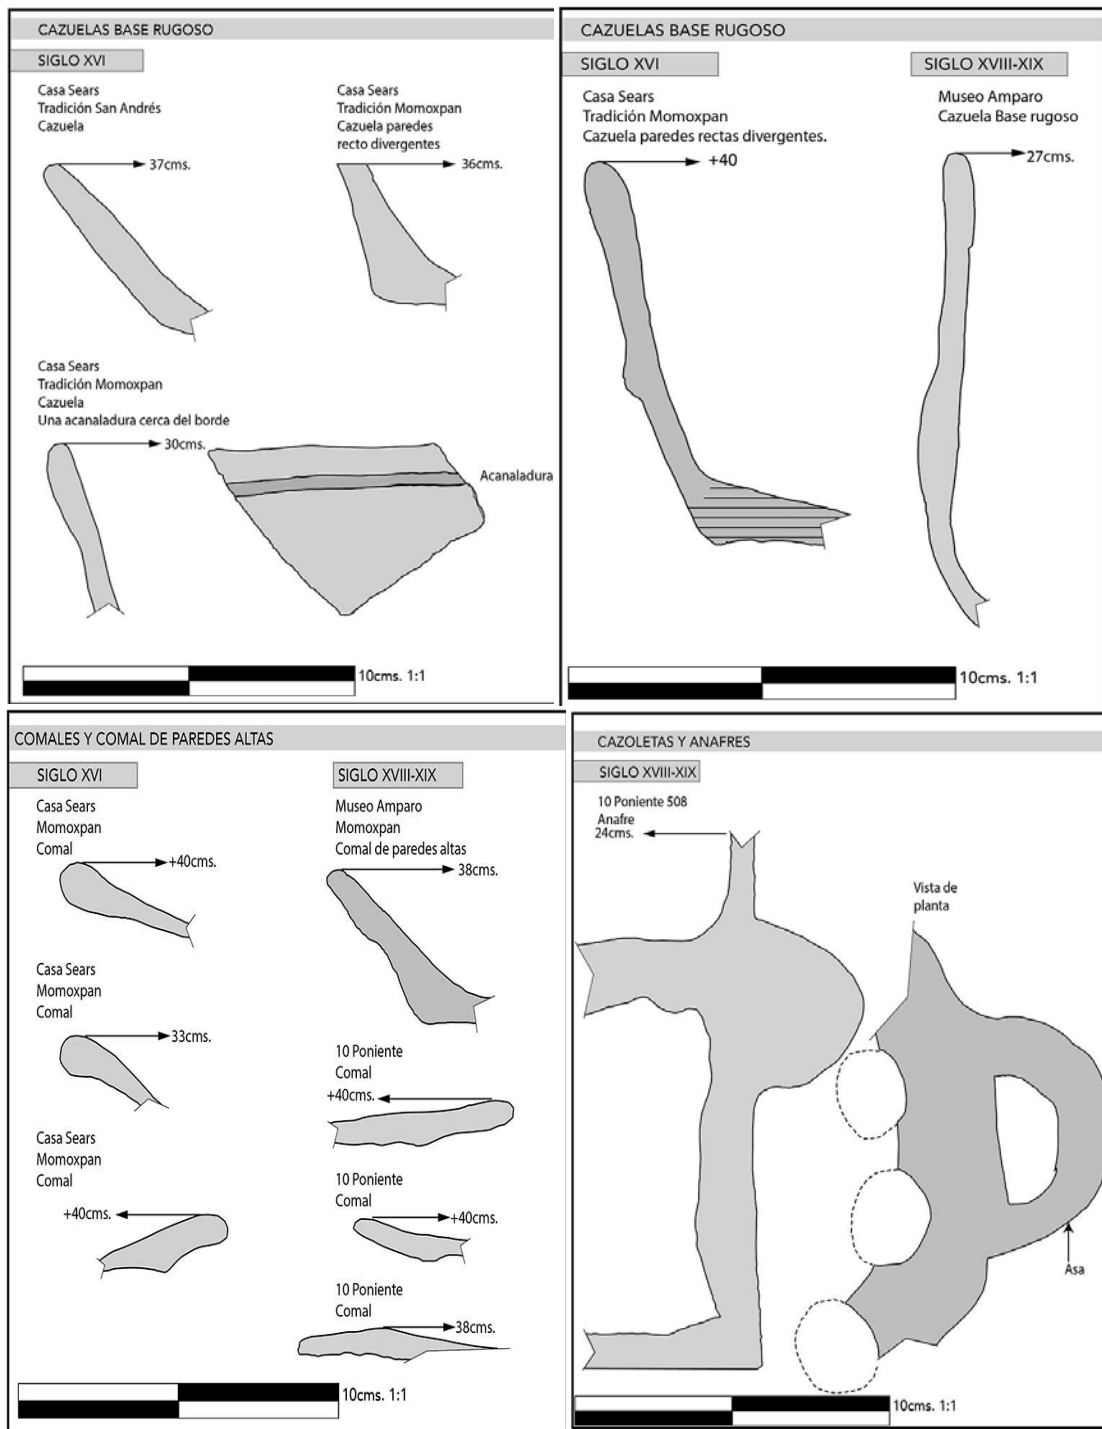 CAZUELAS BASE RUGOSO
SIGLO XVI
Casa Sears
Tradición San Andrés
Cazuela
37cms.
Casa Sears
Tradición Momoxpan
Cazuela paredes
recto divergentes
36cms.
Casa Sears
Tradición Momoxpan
Cazuela
Una acanaladura cerca del borde
30cms.
Acanaladura
10cms. 1:1
CAZUELAS BASE RUGOSO
SIGLO XVI
Casa Sears
Tradición Momoxpan
Cazuela paredes rectas divergentes.
+40
SIGLO XVIII-XIX
Museo Amparo
Cazuela Base rugoso
27cms.
10cms. 1:1
COMALES Y COMAL DE PAREDES ALTAS
SIGLO XVI
Casa Sears
Momoxpan
Comal
+40cms.
Casa Sears
Momoxpan
Comal
33cms.
Casa Sears
Momoxpan
Comal
+40cms.
SIGLO XVIII-XIX
Museo Amparo
Momoxpan
Comal de paredes altas
38cms.
10 Poniente
Comal
+40cms.
10 Poniente
Comal
+40cms.
10 Poniente
Comal
38cms.
10cms. 1:1
CAZOLETAS Y ANAFRES
SIGLO XVIII-XIX
10 Poniente 508
Anafre
24cms.
Vista de
planta
Asa
10cms. 1:1